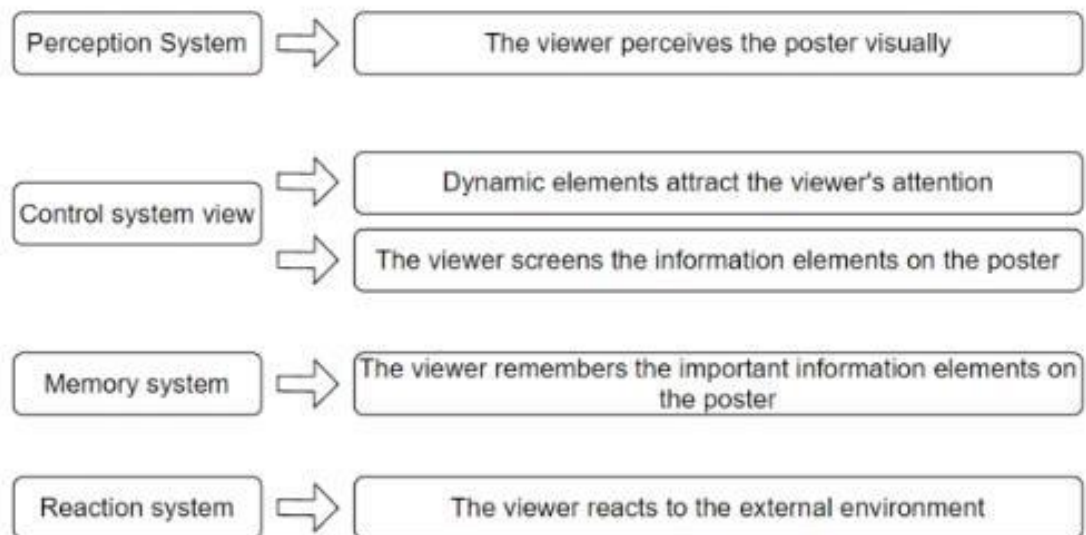 Perception System
The viewer perceives the poster visually
Control system view
Dynamic elements attract the viewer's attention
The viewer screens the information elements on the poster
Memory system
The viewer remembers the important information elements on
the poster
Reaction system
The viewer reacts to the external environment